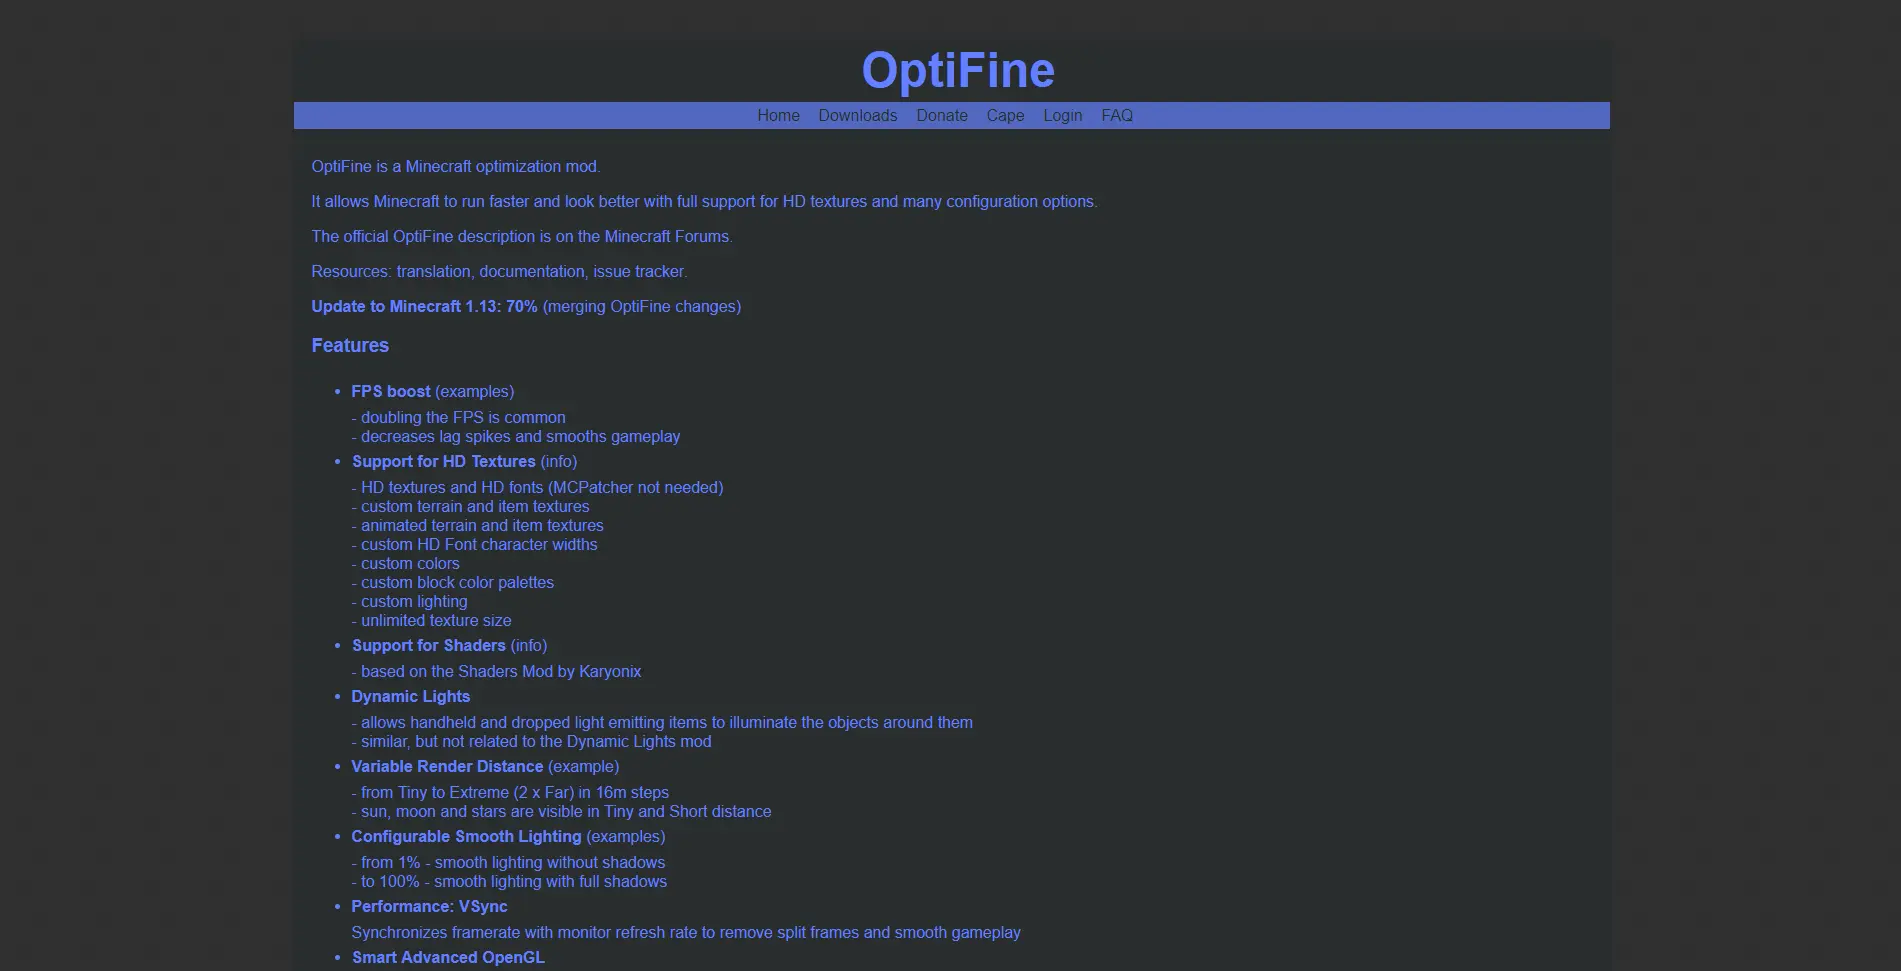 OptiFine
Home Downloads Donate Cape Login FAQ
OptiFine is a Minecraft optimization mod.
It allows Minecraft to run faster and look better with full support for HD textures and many configuration options.
The official OptiFine description is on the Minecraft Forums.
Resources: translation, documentation, issue tracker.
Update to Minecraft 1.13: 70% (merging OptiFine changes)
Features
• FPS boost (examples)
- doubling the FPS is common
- decreases lag spikes and smooths gameplay
• Support for HD Textures (info)
- HD textures and HD fonts (MCPatcher not needed)
- custom terrain and item textures
- animated terrain and item textures
- custom HD Font character widths
- custom colors
- custom block color palettes
- custom lighting
- unlimited texture size
• Support for Shaders (info)
- based on the Shaders Mod by Karyonix
• Dynamic Lights
- allows handheld and dropped light emitting items to illuminate the objects around them
- similar, but not related to the Dynamic Lights mod
• Variable Render Distance (example)
- from Tiny to Extreme (2 x Far) in 16m steps
- sun, moon and stars are visible in Tiny and Short distance
• Configurable Smooth Lighting (examples)
- from 1% - smooth lighting without shadows
- to 100% - smooth lighting with full shadows
• Performance: VSync
Synchronizes framerate with monitor refresh rate to remove split frames and smooth gameplay
• Smart Advanced OpenGL